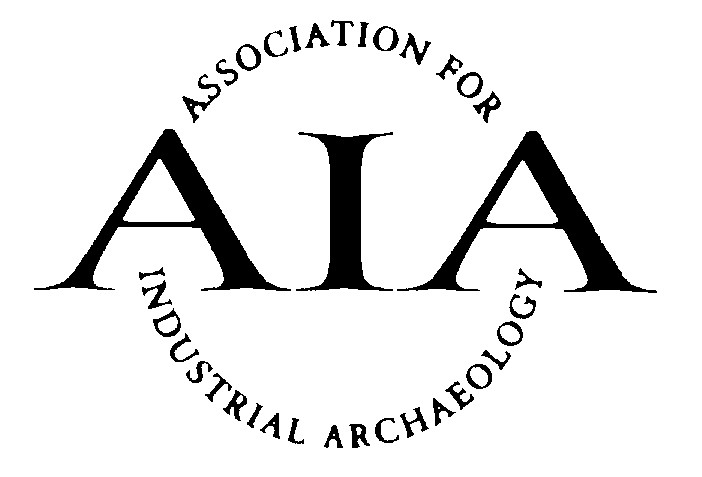 ASSOCIATION FOR
AIA
INDUSTRIAL ARCHAEOLOGY